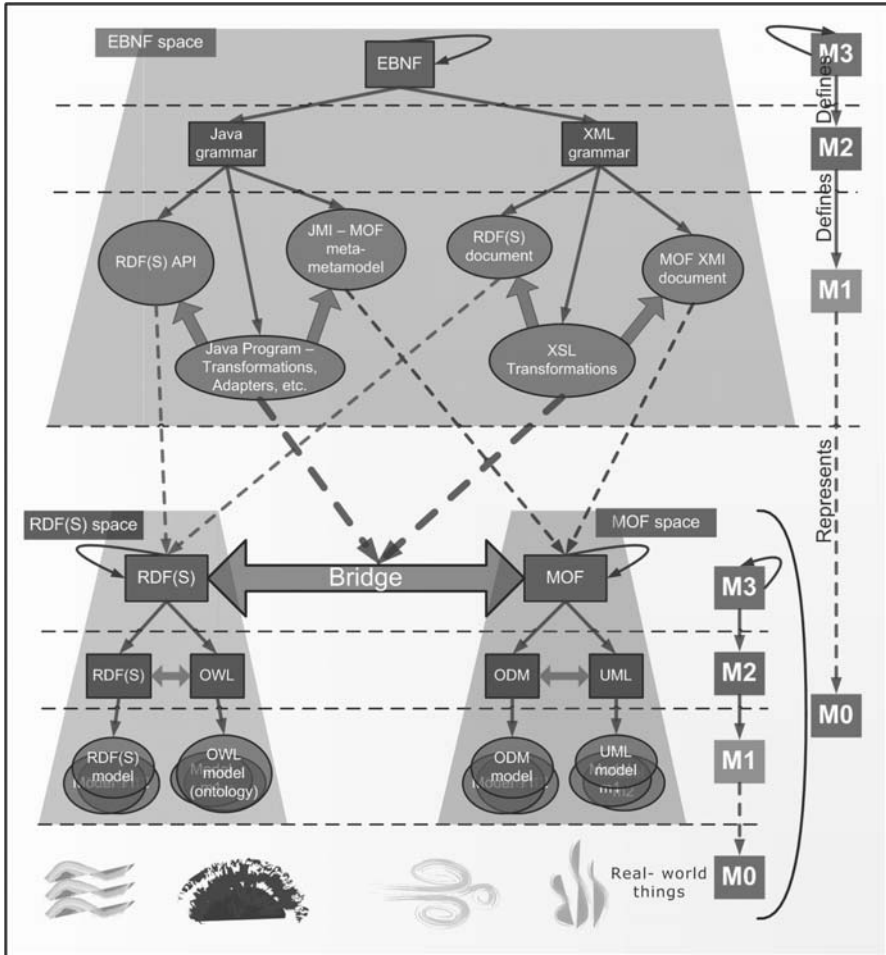 EBNF space
EBNF
M3
Defines
Java
grammar
XML
grammar
M2
Defines
RDF(S) API
JMI – MOF
meta-
metamodel
RDF(S)
document
MOF XMI
document
M1
Java Program –
Transformations,
Adapters, etc.
XSL
Transformations
Represents
RDF(S) space
MOF space
RDF(S)
Bridge
MOF
M3
RDF(S)
OWL
ODM
UML
M2
M0
RDF(S)
model
OWL
model
(ontology)
ODM
model
UML
model
m1
M1
Real- world
things
M0